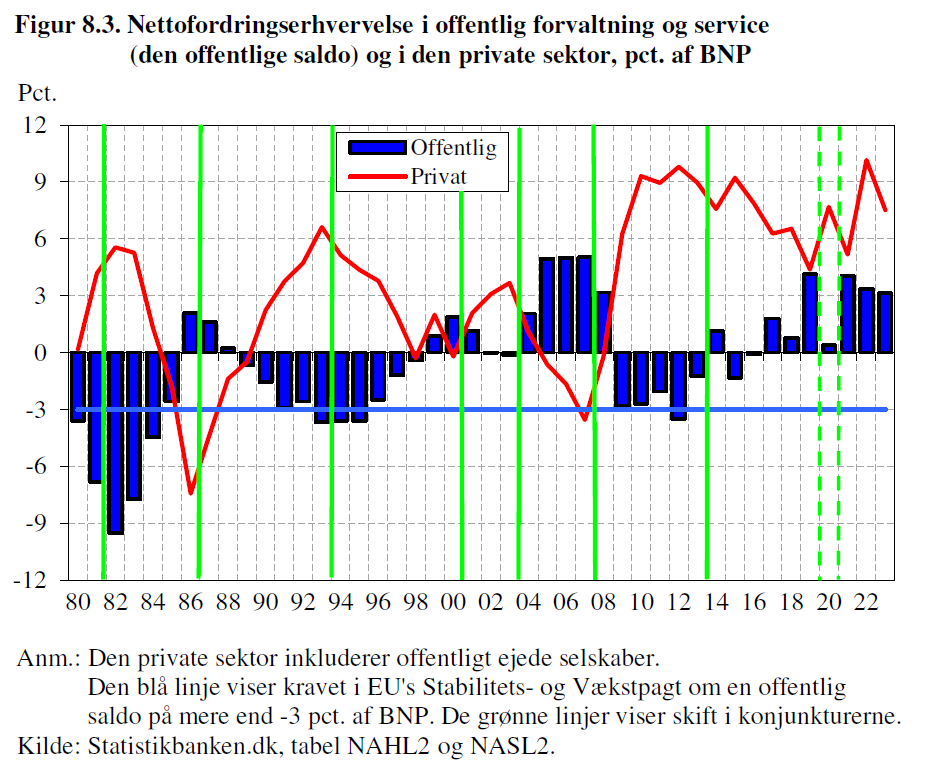 Figur 8.3. Nettofordringserhvervelse i offentlig forvaltning og service
(den offentlige saldo) og i den private sektor, pct. af BNP
Pct.
12
9
6
3
0
-3
-6
-9
-12
Offentlig
Privat
80 82 84 86 88 90 92 94 96 98 00 02 04 06 08 10 12 14 16 18 20 22
Anm.: Den private sektor inkluderer offentligt ejede selskaber.
Den blå linje viser kravet i EU's Stabilitets- og Vækstpagt om en offentlig
saldo på mere end -3 pct. af BNP. De grønne linjer viser skift i konjunkturerne.
Kilde: Statistikbanken.dk, tabel NAHL2 og NASL2.